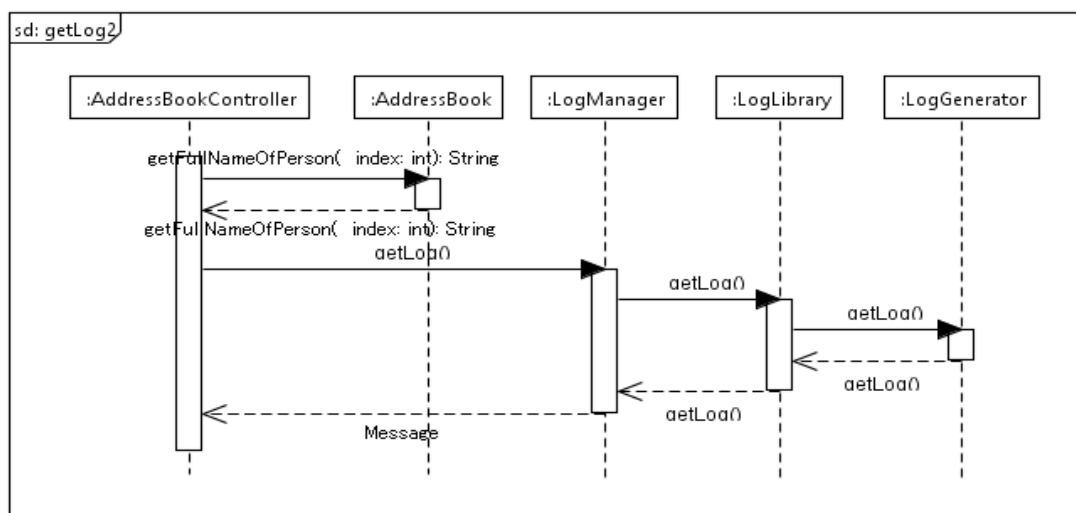 sd: getLog2
:AddressBookController :AddressBook :LogManager :LogLibrary :LogGenerator
getFullNameOfPerson( index: int): String
getFullNameOfPerson( index: int): String
getLog()
getLog()
getLog()
getLog()
getLog()
Message